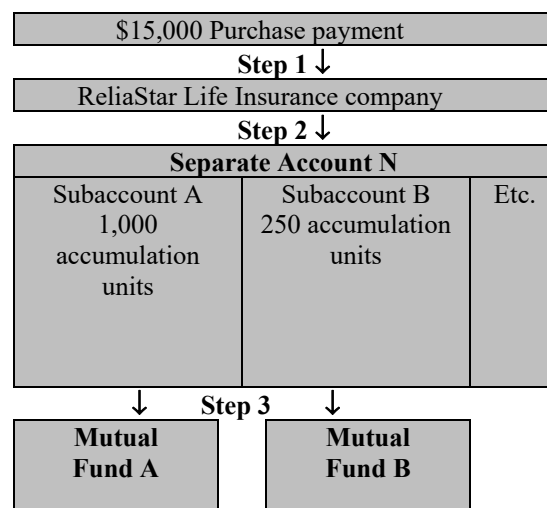 $15,000 Purchase payment
Step 1 ↓
ReliaStar Life Insurance company
Step 2 ↓
Separate Account N
Subaccount A
1,000
accumulation
units
Subaccount B
250 accumulation
units
Etc.
↓ Step 3 ↓
Mutual
Fund A
Mutual
Fund B